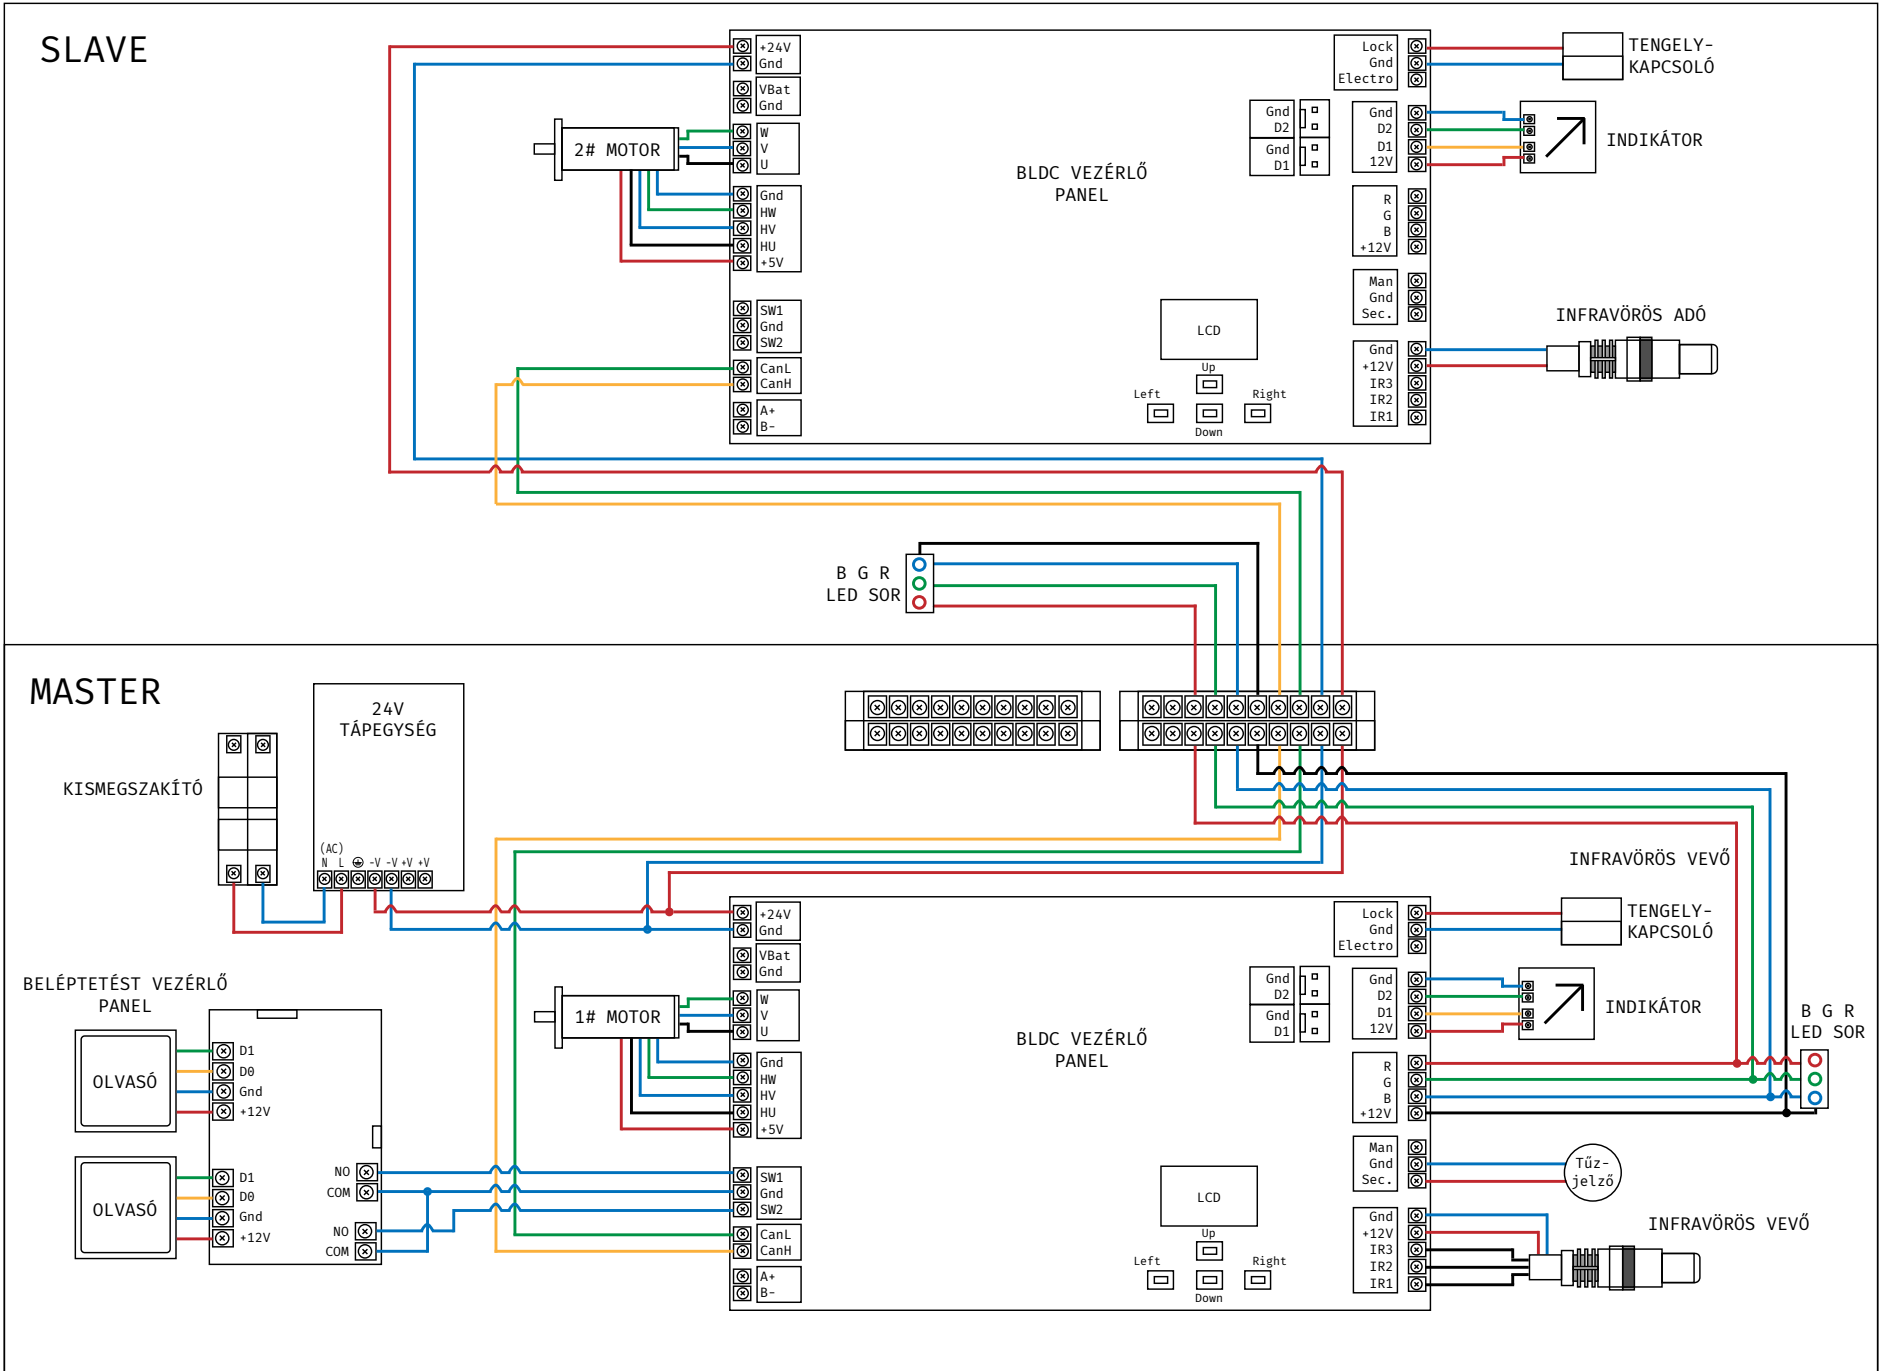 SLAVE
+24V
Gnd
VBat
Gnd
W
V
U
Gnd
HW
HV
HU
+5V
SW1
Gnd
SW2
CanL
CanH
A+
B-
2# MOTOR
BLDC VEZÉRLŐ
PANEL
LCD
Up
Left
Right
Down
Gnd
D2
Gnd
D1
Lock
Gnd
Electro
Gnd
D2
D1
12V
R
G
B
+12V
Man
Gnd
Sec.
Gnd
+12V
IR3
IR2
IR1
TENGELY-
KAPCSOLÓ
INDIKÁTOR
INFRAVÖRÖS ADÓ
B G R
LED SOR
MASTER
24V
TÁPEGYSÉG
(AC)
N L -V -V +V +V
KISMEGSZAKÍTÓ
BELÉPTETÉST VEZÉRLŐ
PANEL
OLVASÓ
D1
D0
Gnd
+12V
OLVASÓ
D1
D0
Gnd
+12V
NO
COM
NO
COM
1# MOTOR
+24V
Gnd
VBat
Gnd
W
V
U
Gnd
HW
HV
HU
+5V
SW1
Gnd
SW2
CanL
CanH
A+
B-
BLDC VEZÉRLŐ
PANEL
LCD
Up
Left
Right
Down
Gnd
D2
Gnd
D1
Lock
Gnd
Electro
Gnd
D2
D1
12V
R
G
B
+12V
Man
Gnd
Sec.
Gnd
+12V
IR3
IR2
IR1
INFRAVÖRÖS VEVŐ
TENGELY-
KAPCSOLÓ
INDIKÁTOR
B G R
LED SOR
Tűz-
jelző
INFRAVÖRÖS VEVŐ